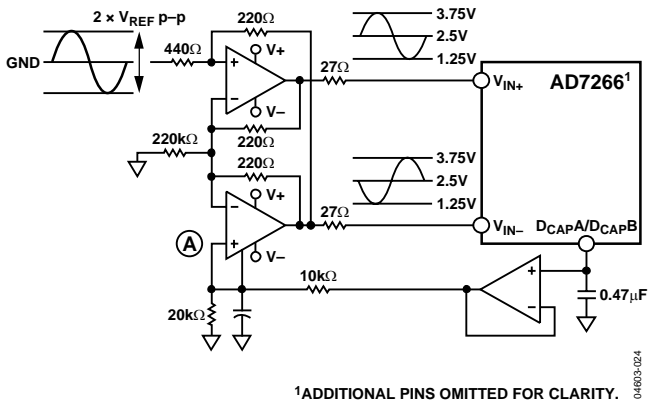 2 × VREF p–p
GND
440Ω
220Ω
V+
+
–
V–
27Ω
3.75V
2.5V
1.25V
VIN+
AD7266¹
220kΩ
220Ω
220Ω
V+
–
+
V–
A
27Ω
3.75V
2.5V
1.25V
VIN–
DCAPA/DCAPB
10kΩ
20kΩ
+
–
0.47µF
¹ADDITIONAL PINS OMITTED FOR CLARITY.
04603-024